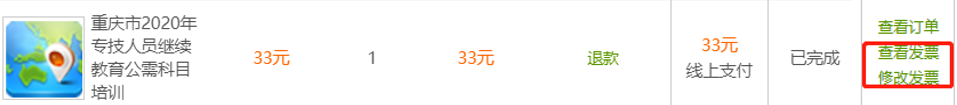 重庆市2020年
专技人员继续
教育公需科目
培训
33元
1
33元
退款
33元
线上支付
已完成
查看订单
查看发票
修改发票